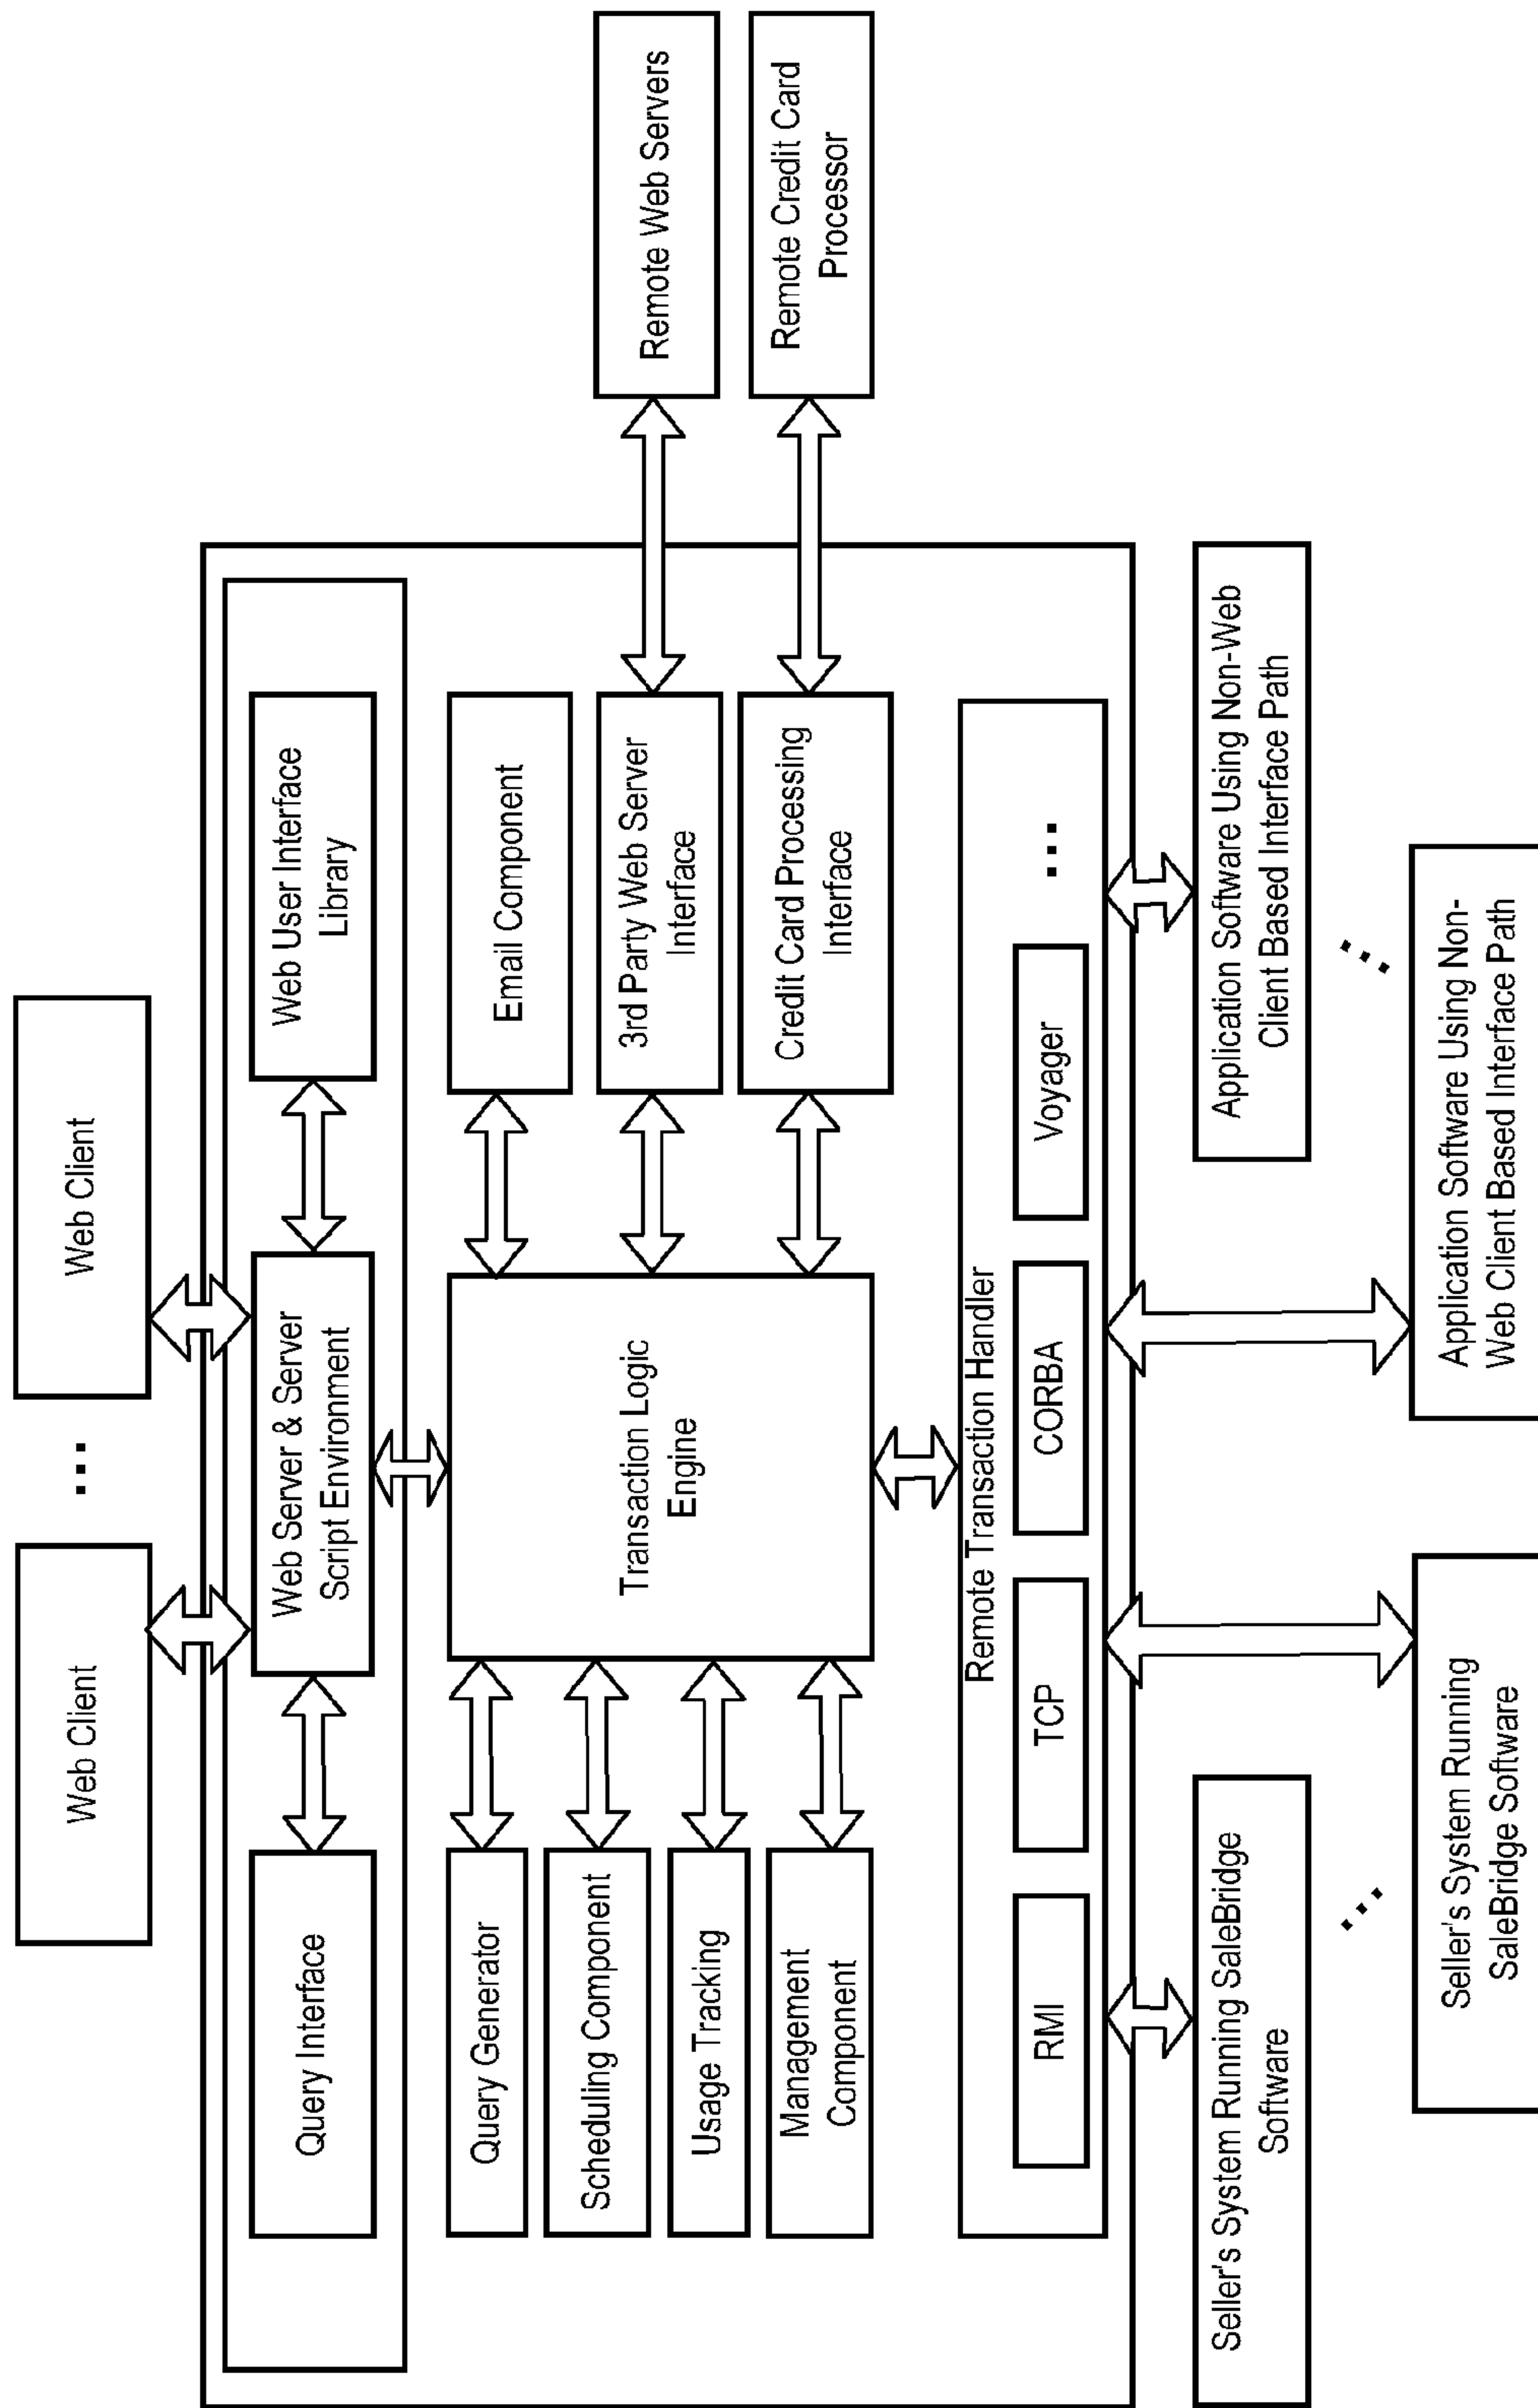 Web Client
...
Web Client
Query Interface
Web Server & Server
Script Environment
Web User Interface
Library
Query Generator
Scheduling Component
Usage Tracking
Management
Component
Transaction Logic
Engine
Email Component
3rd Party Web Server
Interface
Credit Card Processing
Interface
Remote Web Servers
Remote Credit Card
Processor
Remote Transaction Handler
RMI
TCP
CORBA
Voyager
...
Seller's System Running SaleBridge
Software
...
Seller's System Running
SaleBridge Software
Application Software Using Non-Web
Client Based Interface Path
...
Application Software Using Non-
Web Client Based Interface Path